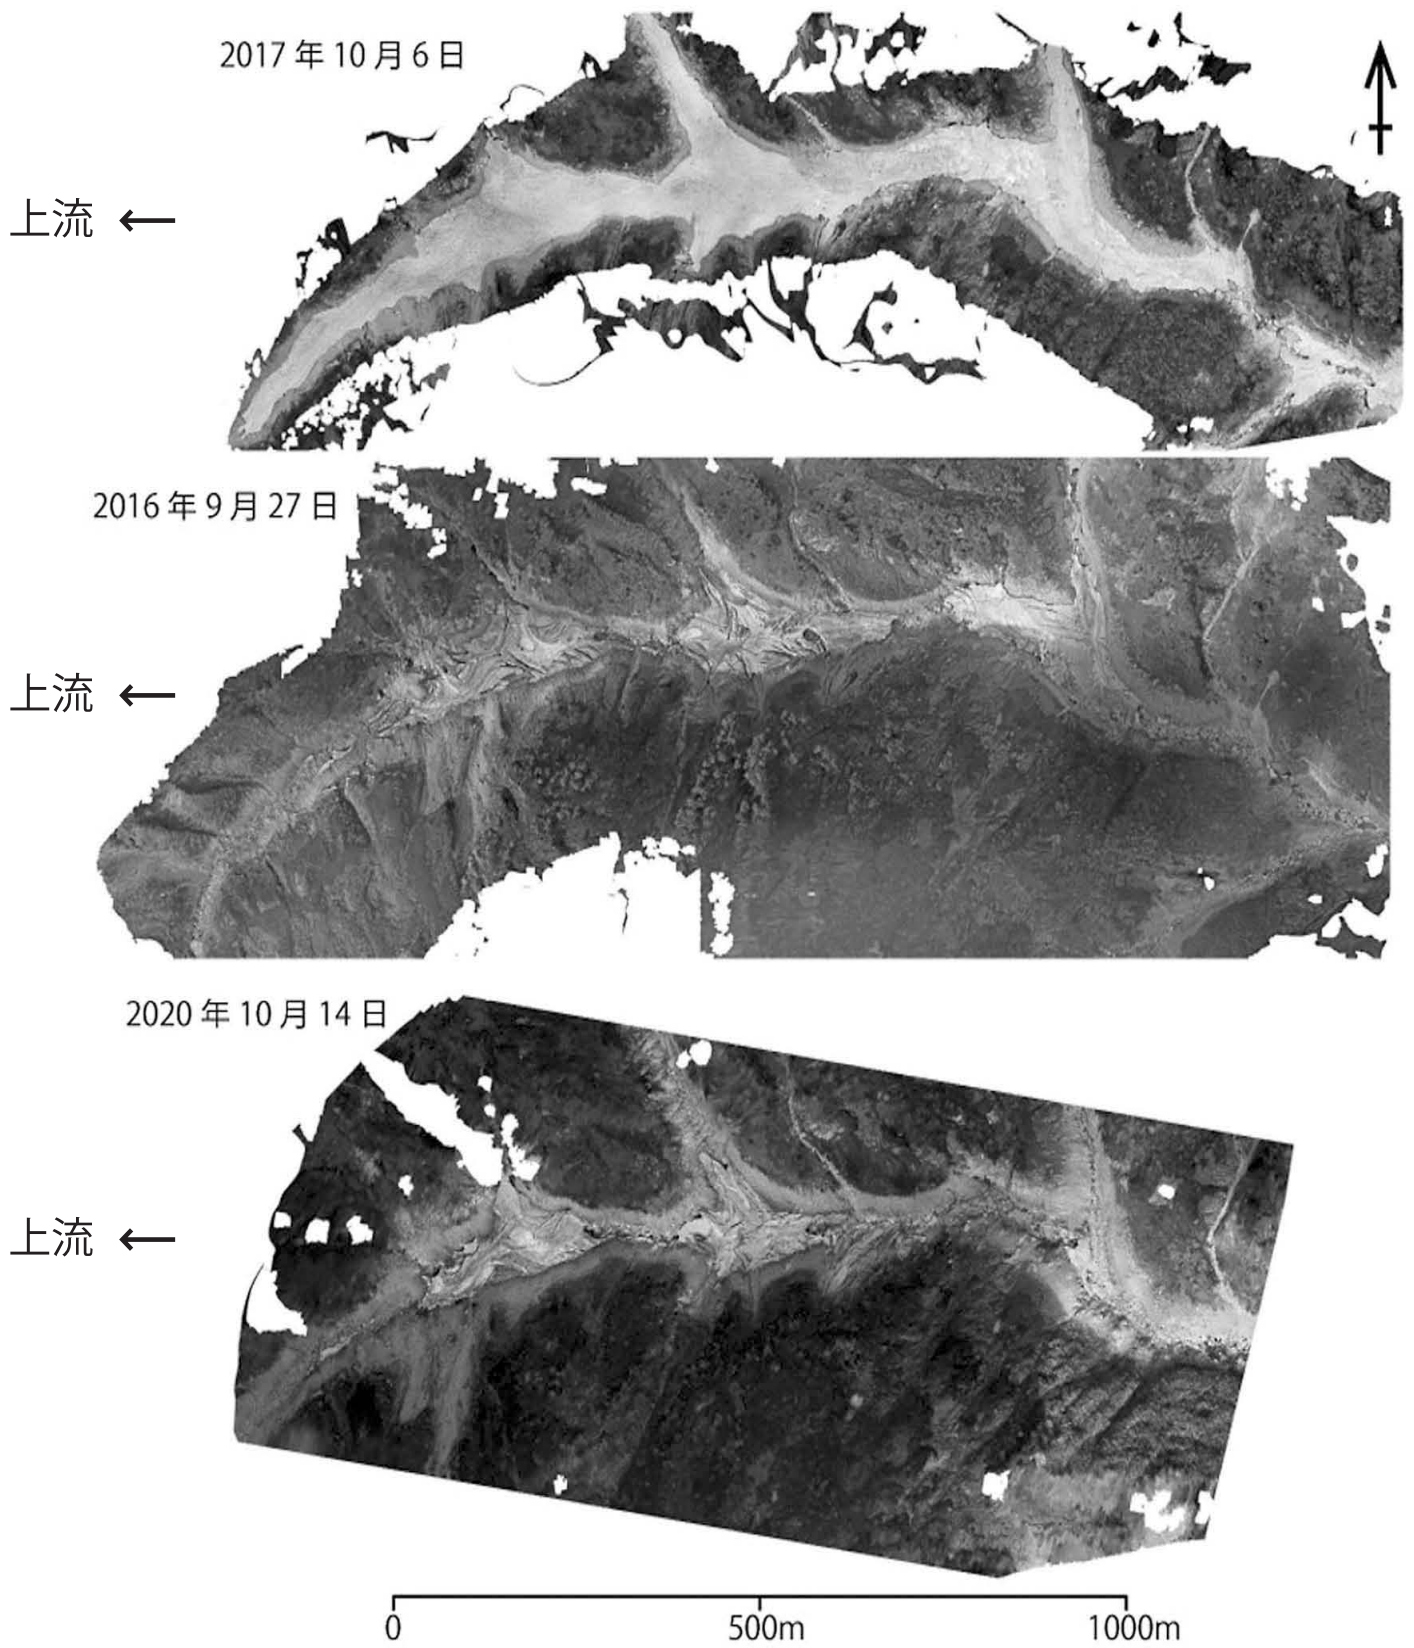 2017 年 10 月 6 日
上流 ←
2016 年 9 月 27 日
上流 ←
2020 年 10 月 14 日
上流 ←
0 500m 1000m